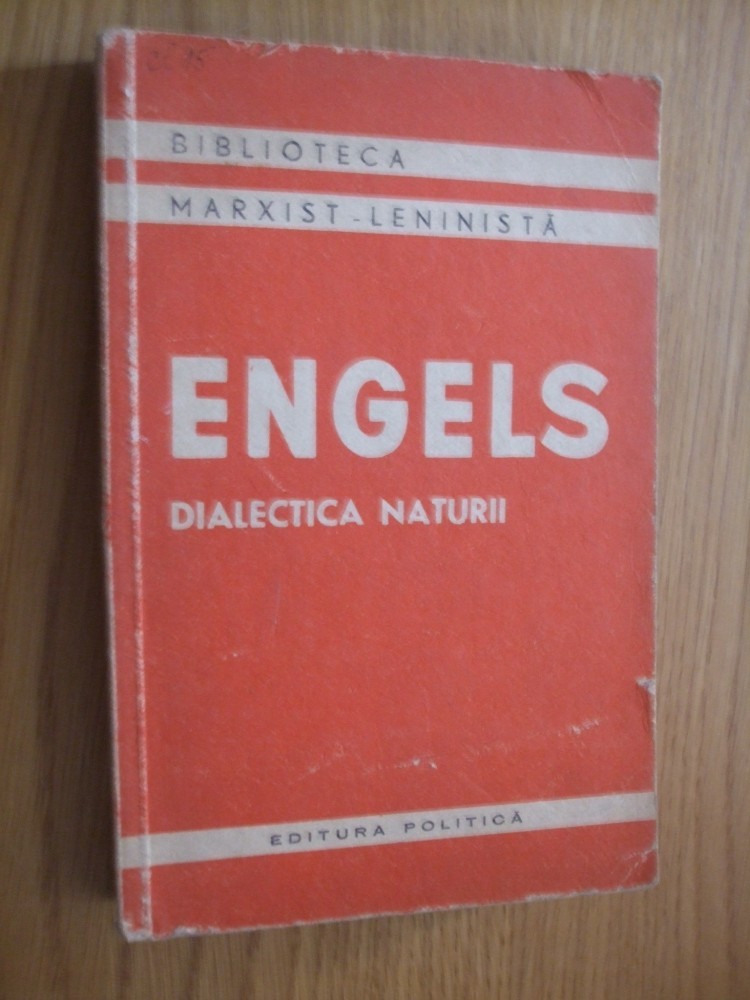 BIBLIOTECA
MARXIST-LENINISTĂ
ENGELS
DIALECTICA NATURII
EDITURA POLITICĂ